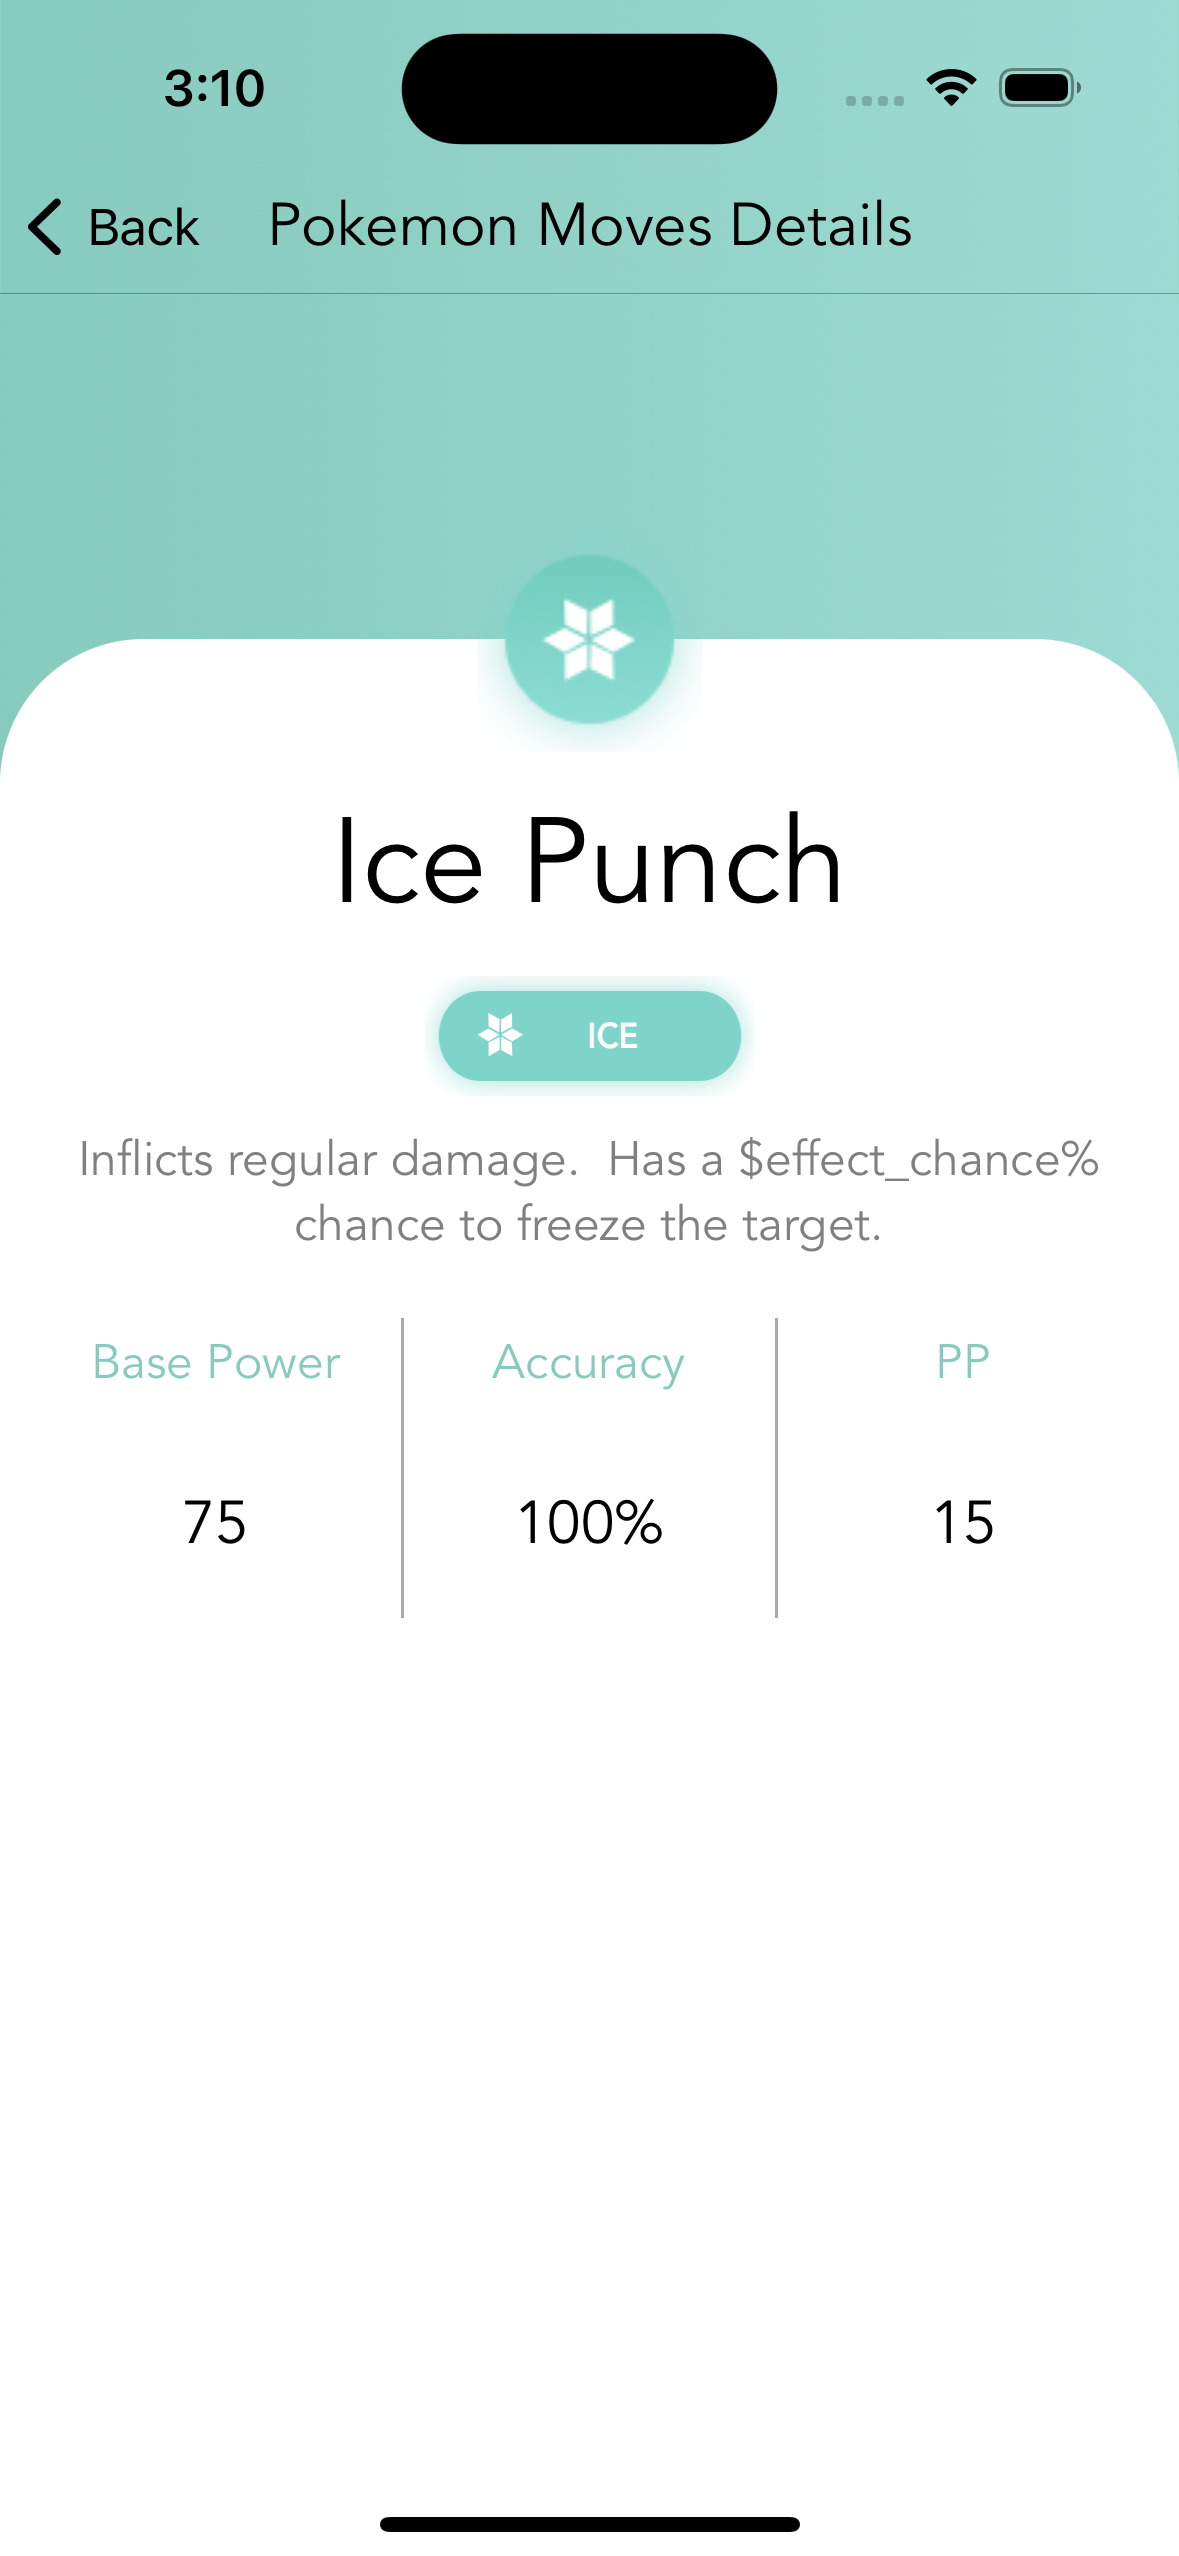 3:10
Back
Pokemon Moves Details
Ice Punch
ICE
Inflicts regular damage.  Has a $effect_chance%
chance to freeze the target.
Base Power Accuracy PP
75 100% 15